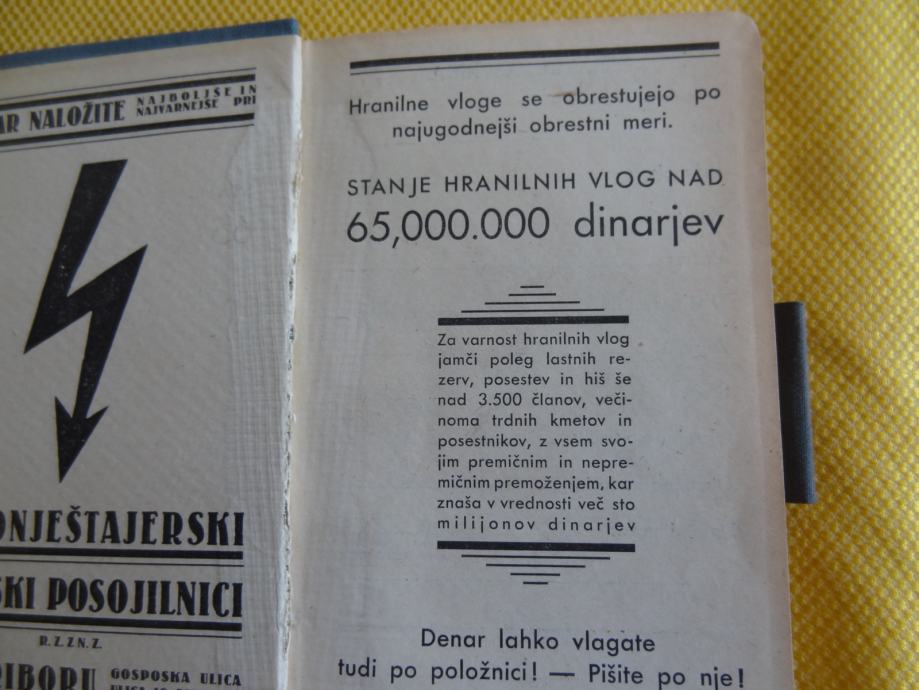 AR NALOŽITE NAJBOLJŠE IN
NAJVARNEJŠE PRI
ONJEŠTAJERSKI
SKI POSOJILNICI
R. Z. Z N. Z.
RIBORU GOSPOSKA ULICA
Hranilne vloge se obrestujejo po
najugodnejši obrestni meri.
STANJE HRANILNIH VLOG NAD
65,000.000 dinarjev
Za varnost hranilnih vlog
jamči poleg lastnih re-
zerv, posestev in hiš še
nad 3.500 članov, veči-
noma trdnih kmetov in
posestnikov, z vsem svo-
jim premičnim in nepre-
mičnim premoženjem, kar
znaša v vrednosti več sto
milijonov dinarjev
Denar lahko vlagate
tudi po položnici! — Pišite po nje!